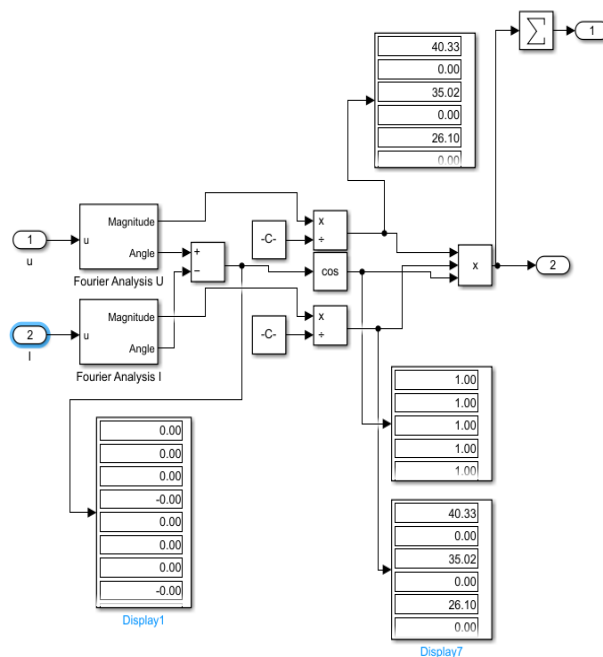 40.33
0.00
35.02
0.00
26.10
0.00
1
Magnitude
u
Angle
Fourier Analysis U
1
u
+
−
-C-
x
÷
cos
x
2
Magnitude
u
Angle
Fourier Analysis I
2
I
-C-
x
÷
1.00
1.00
1.00
1.00
1.00
0.00
0.00
0.00
-0.00
0.00
0.00
0.00
-0.00
Display1
40.33
0.00
35.02
0.00
26.10
0.00
Display7